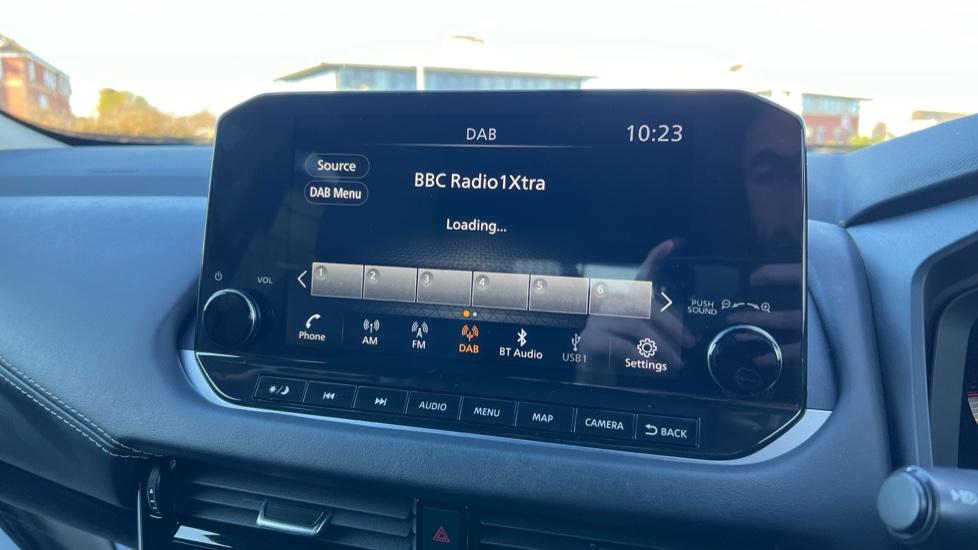 DAB
10:23
Source
BBC Radio1Xtra
DAB Menu
Loading...
1 2 3 4 5 6
VOL
PUSH
SOUND
Phone
AM
FM
DAB
BT Audio
USB1
Settings
AUDIO
MENU
MAP
CAMERA
BACK